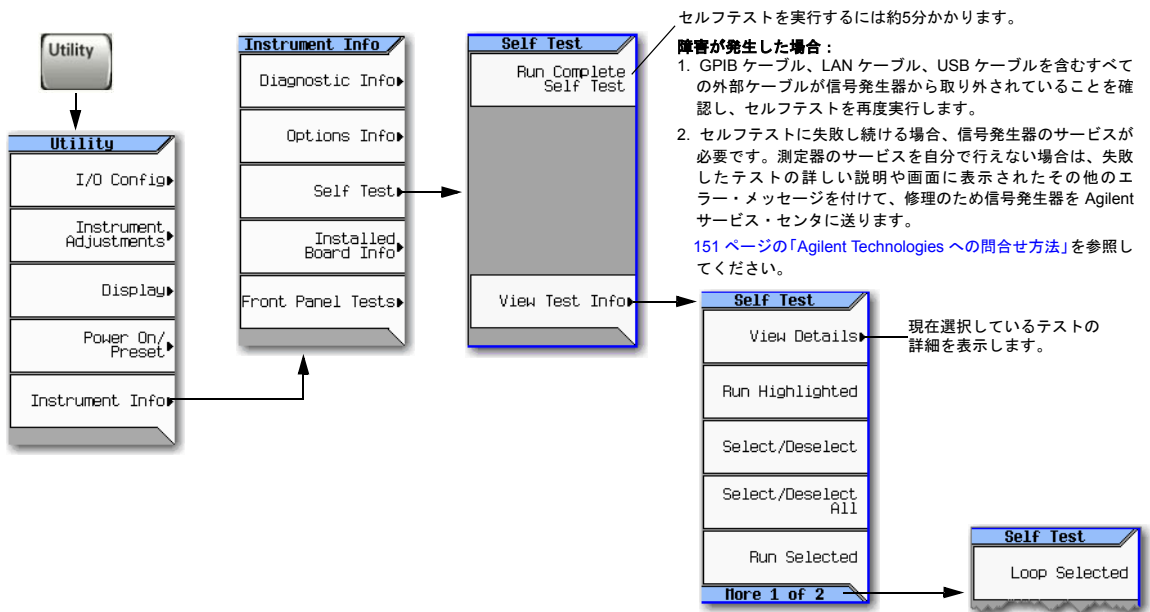 セルフテストを実行するには約5分かかります。
障害が発生した場合：
1. GPIB ケーブル、LAN ケーブル、USB ケーブルを含むすべて
の外部ケーブルが信号発生器から取り外されていることを確
認し、セルフテストを再度実行します。
2. セルフテストに失敗し続ける場合、信号発生器のサービスが
必要です。測定器のサービスを自分で行えない場合は、失敗
したテストの詳しい説明や画面に表示されたその他のエ
ラー・メッセージを付けて、修理のため信号発生器を Agilent
サービス・センタに送ります。
151 ページの「Agilent Technologies への問合せ方法」を参照し
てください。
Utility
Utility
I/O Config
Instrument
Adjustments
Display
Power On/
Preset
Instrument Info
Instrument Info
Diagnostic Info
Options Info
Self Test
Installed
Board Info
Front Panel Tests
Self Test
Run Complete
Self Test
View Test Info
Self Test
View Details
現在選択しているテストの
詳細を表示します。
Run Highlighted
Select/Deselect
Select/Deselect
All
Run Selected
More 1 of 2
Self Test
Loop Selected